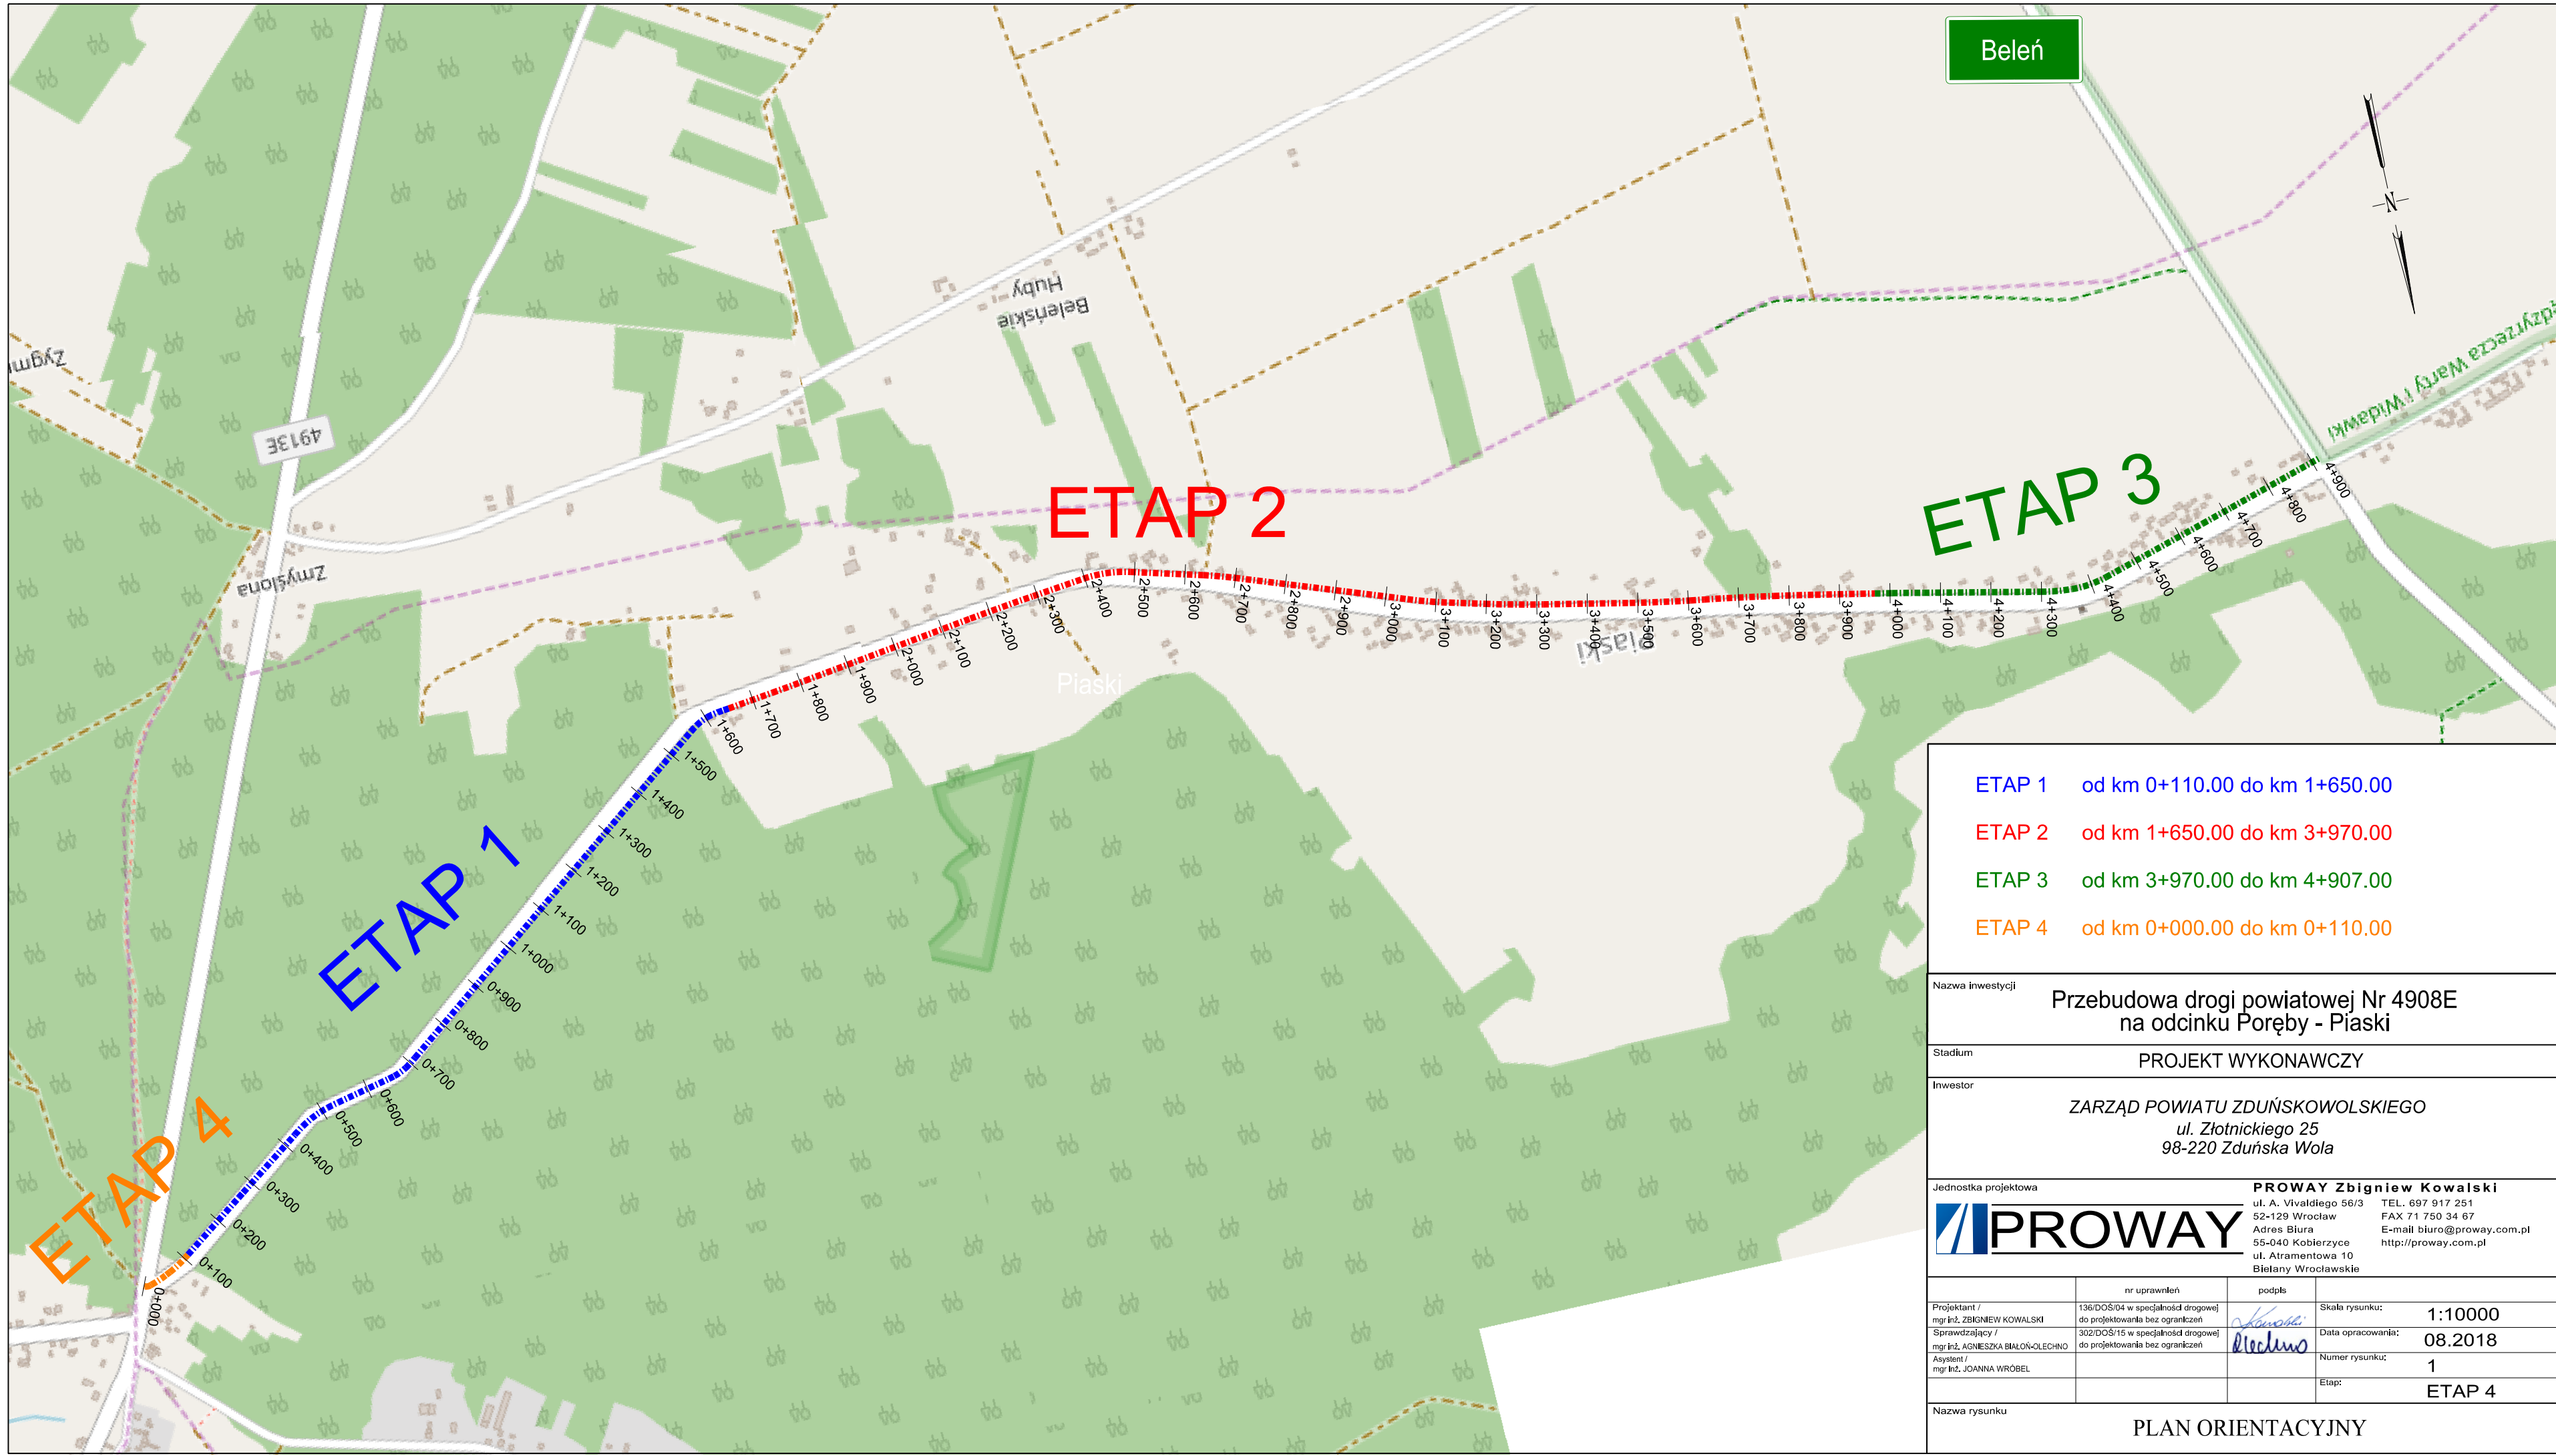 Beleń
N
Zygmu
4913E
Huby
Beleńskie
Międzyrzecza Warty i Widawki
Zmyślona
ETAP 2
ETAP 3
ETAP 1
ETAP 4
Piaski
Piaski
0+000
0+100
0+200
0+300
0+400
0+500
0+600
0+700
0+800
0+900
1+000
1+100
1+200
1+300
1+400
1+500
1+600
1+700
1+800
1+900
2+000
2+100
2+200
2+300
2+400
2+500
2+600
2+700
2+800
2+900
3+000
3+100
3+200
3+300
3+400
3+500
3+600
3+700
3+800
3+900
4+000
4+100
4+200
4+300
4+400
4+500
4+600
4+700
4+800
4+900
ETAP 1 od km 0+110.00 do km 1+650.00
ETAP 2 od km 1+650.00 do km 3+970.00
ETAP 3 od km 3+970.00 do km 4+907.00
ETAP 4 od km 0+000.00 do km 0+110.00
Nazwa inwestycji
Przebudowa drogi powiatowej Nr 4908E
na odcinku Poręby - Piaski
Stadium
PROJEKT WYKONAWCZY
Inwestor
ZARZĄD POWIATU ZDUŃSKOWOLSKIEGO
ul. Złotnickiego 25
98-220 Zduńska Wola
Jednostka projektowa
PROWAY
PROWAY Zbigniew Kowalski
ul. A. Vivaldiego 56/3 TEL. 697 917 251
52-129 Wrocław FAX 71 750 34 67
Adres Biura E-mail biuro@proway.com.pl
55-040 Kobierzyce http://proway.com.pl
ul. Atramentowa 10
Bielany Wrocławskie
nr uprawnień podpis
Projektant /
mgr inż. ZBIGNIEW KOWALSKI
136/DOŚ/04 w specjalności drogowej
do projektowania bez ograniczeń
Kowalski
Skala rysunku: 1:10000
Sprawdzający /
mgr inż. AGNIESZKA BIAŁOŃ-OLECHNO
302/DOŚ/15 w specjalności drogowej
do projektowania bez ograniczeń
Olechno
Data opracowania: 08.2018
Asystent /
mgr inż. JOANNA WRÓBEL
Numer rysunku: 1
Etap: ETAP 4
Nazwa rysunku
PLAN ORIENTACYJNY